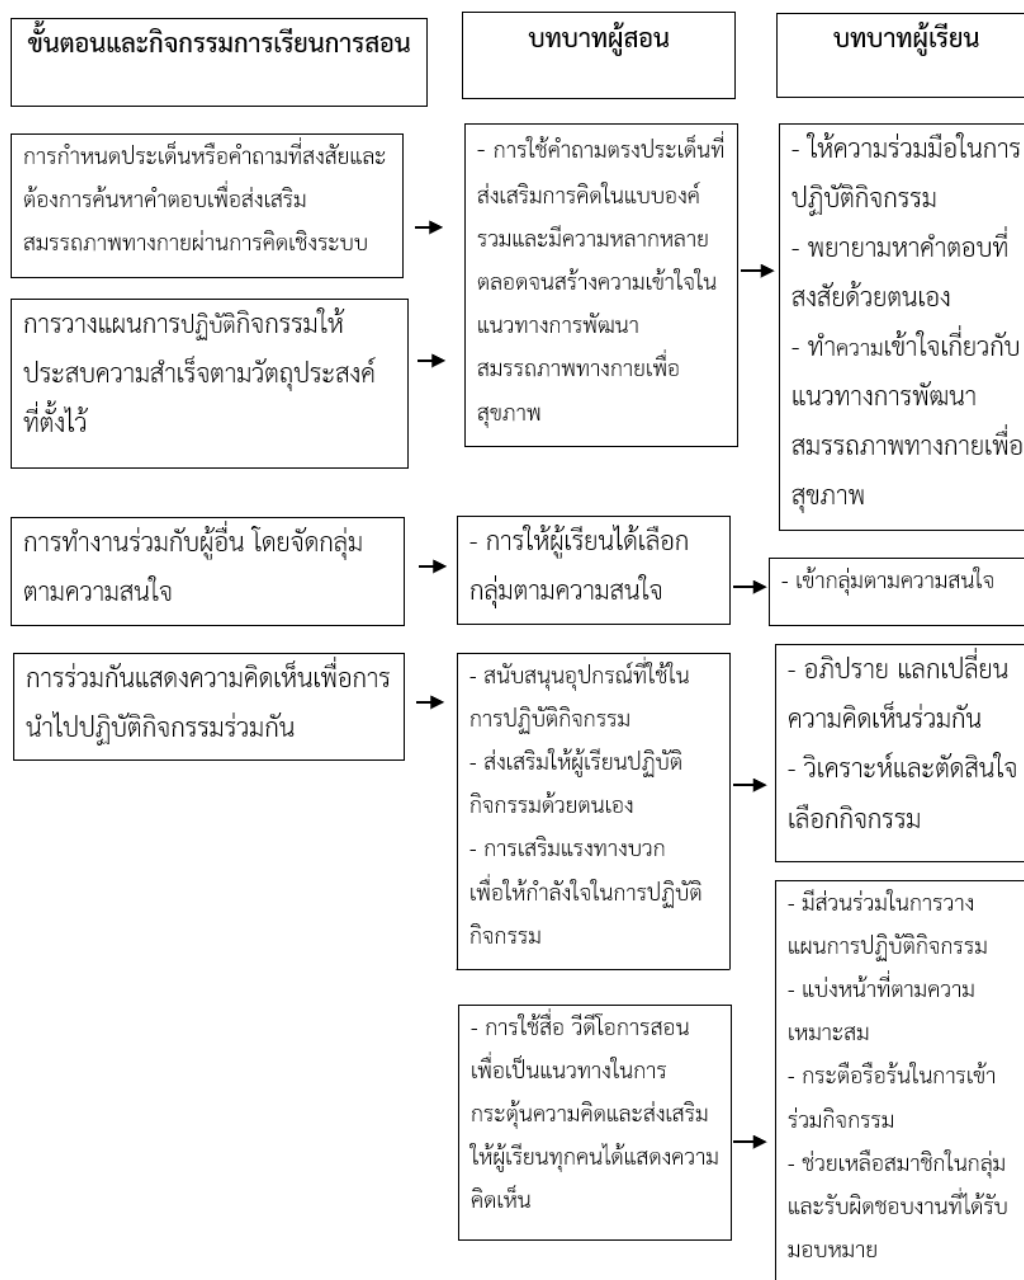 ขั้นตอนและกิจกรรมการเรียนการสอน
บทบาทผู้สอน
บทบาทผู้เรียน
การกำหนดประเด็นหรือคำถามที่สงสัยและ
ต้องการค้นหาคำตอบเพื่อส่งเสริม
สมรรถภาพทางกายผ่านการคิดเชิงระบบ
การวางแผนการปฏิบัติกิจกรรมให้
ประสบความสำเร็จตามวัตถุประสงค์
ที่ตั้งไว้
- การใช้คำถามตรงประเด็นที่
ส่งเสริมการคิดในแบบองค์
รวมและมีความหลากหลาย
ตลอดจนสร้างความเข้าใจใน
แนวทางการพัฒนา
สมรรถภาพทางกายเพื่อ
สุขภาพ
- ให้ความร่วมมือในการ
ปฏิบัติกิจกรรม
- พยายามหาคำตอบที่
สงสัยด้วยตนเอง
- ทำความเข้าใจเกี่ยวกับ
แนวทางการพัฒนา
สมรรถภาพทางกายเพื่อ
สุขภาพ
การทำงานร่วมกับผู้อื่น โดยจัดกลุ่ม
ตามความสนใจ
- การให้ผู้เรียนได้เลือก
กลุ่มตามความสนใจ
- เข้ากลุ่มตามความสนใจ
การร่วมกันแสดงความคิดเห็นเพื่อการ
นำไปปฏิบัติกิจกรรมร่วมกัน
- สนับสนุนอุปกรณ์ที่ใช้ใน
การปฏิบัติกิจกรรม
- ส่งเสริมให้ผู้เรียนปฏิบัติ
กิจกรรมด้วยตนเอง
- การเสริมแรงทางบวก
เพื่อให้กำลังใจในการปฏิบัติ
กิจกรรม
- อภิปราย แลกเปลี่ยน
ความคิดเห็นร่วมกัน
- วิเคราะห์และตัดสินใจ
เลือกกิจกรรม
- การใช้สื่อ วีดีโอการสอน
เพื่อเป็นแนวทางในการ
กระตุ้นความคิดและส่งเสริม
ให้ผู้เรียนทุกคนได้แสดงความ
คิดเห็น
- มีส่วนร่วมในการวาง
แผนการปฏิบัติกิจกรรม
- แบ่งหน้าที่ตามความ
เหมาะสม
- กระตือรือร้นในการเข้า
ร่วมกิจกรรม
- ช่วยเหลือสมาชิกในกลุ่ม
และรับผิดชอบงานที่ได้รับ
มอบหมาย